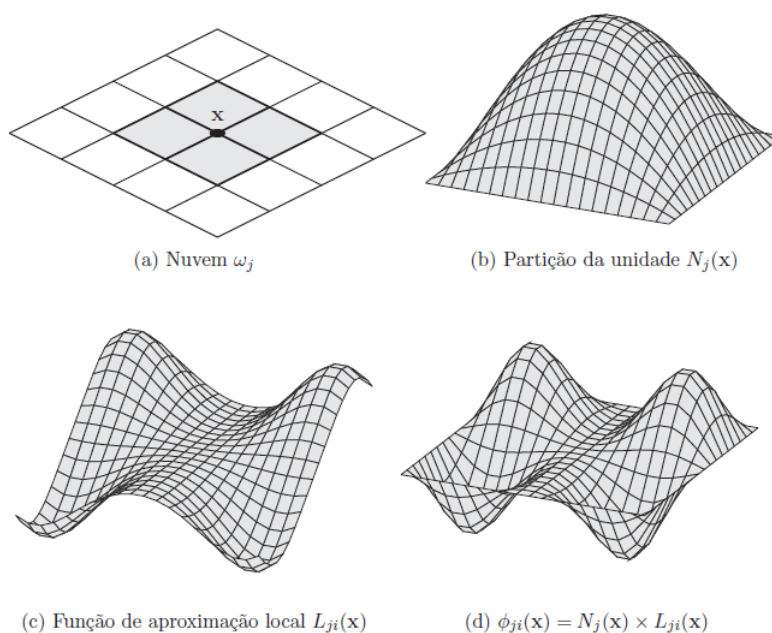 x
(a) Nuvem ωⱼ
(b) Partição da unidade Nⱼ(x)
(c) Função de aproximação local Lⱼᵢ(x)
(d) ϕⱼᵢ(x) = Nⱼ(x) × Lⱼᵢ(x)